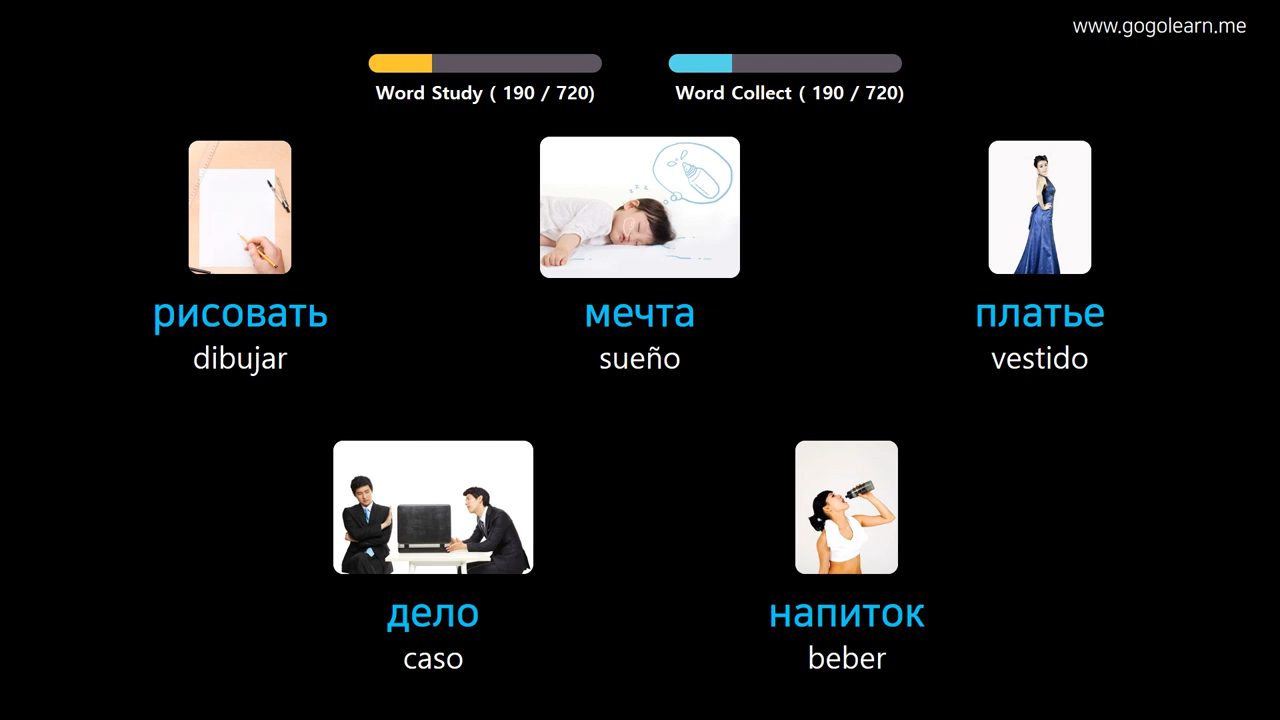 www.gogolearn.me
Word Study ( 190 / 720)
Word Collect ( 190 / 720)
рисовать
dibujar
мечта
sueño
платье
vestido
дело
caso
напиток
beber